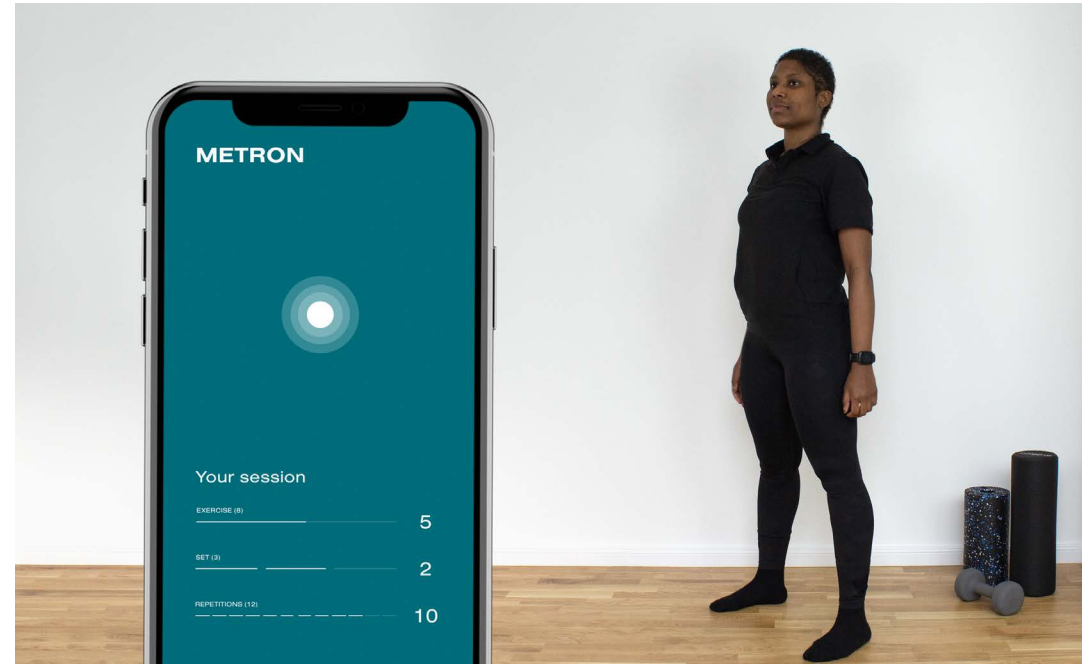 METRON
Your session
EXERCISE (8)
5
SET (3)
2
REPETITIONS (12)
10